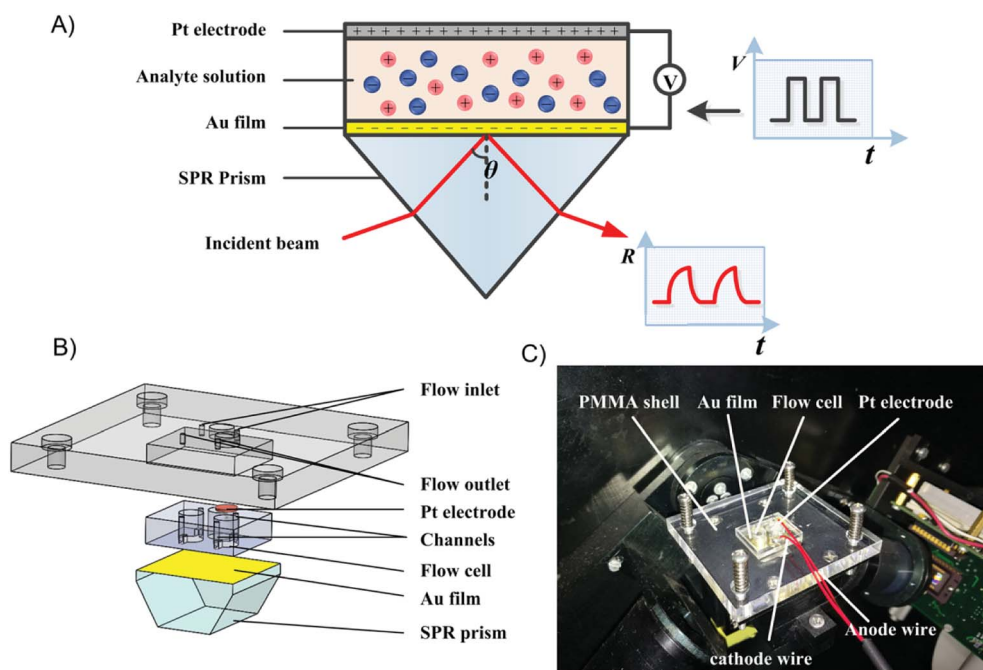 A)
Pt electrode
Analyte solution
Au film
SPR Prism
Incident beam
θ
V
V
t
R
t
B)
Flow inlet
Flow outlet
Pt electrode
Channels
Flow cell
Au film
SPR prism
C)
PMMA shell Au film Flow cell Pt electrode
Anode wire
cathode wire